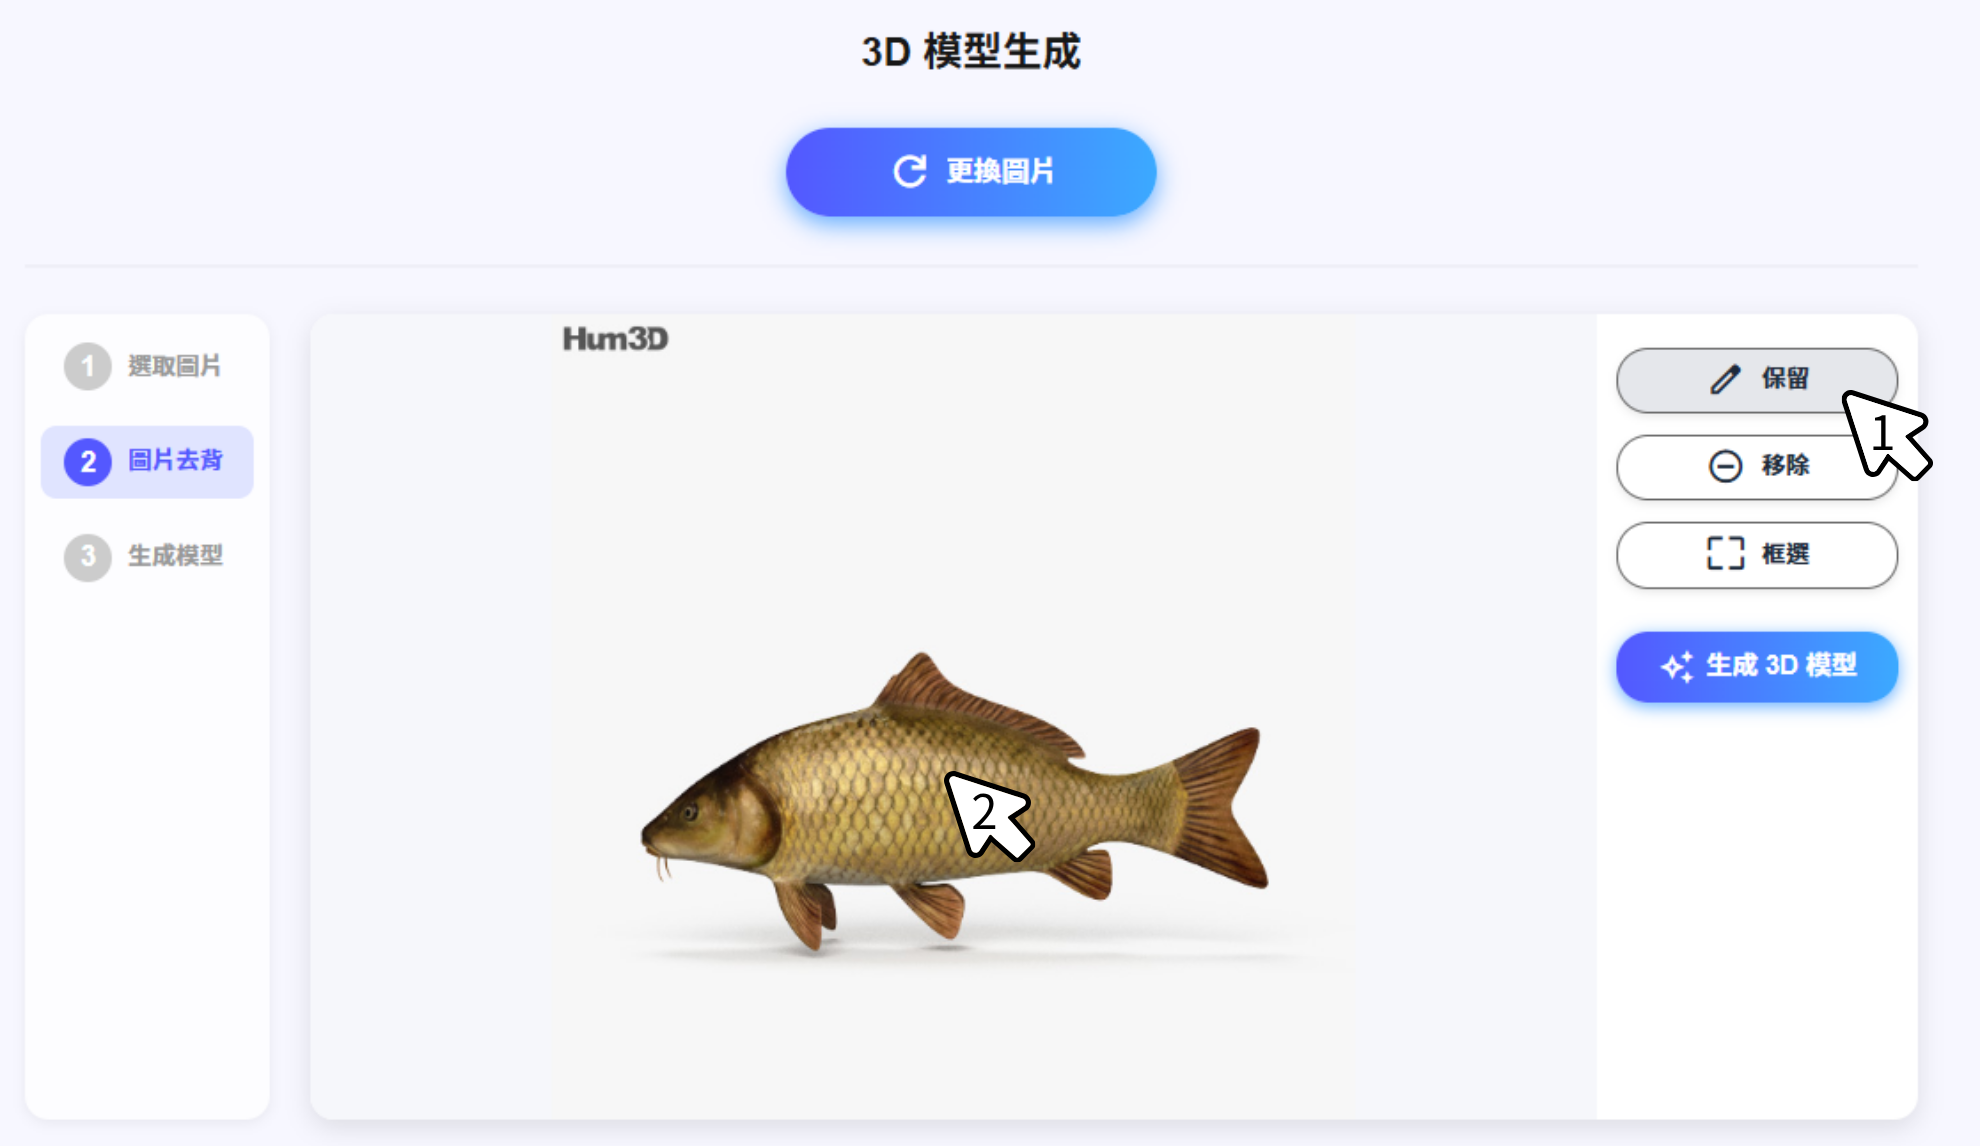 3D 模型生成
更換圖片
1 選取圖片
2 圖片去背
3 生成模型
Hum3D
保留
1
移除
框選
生成 3D 模型
2